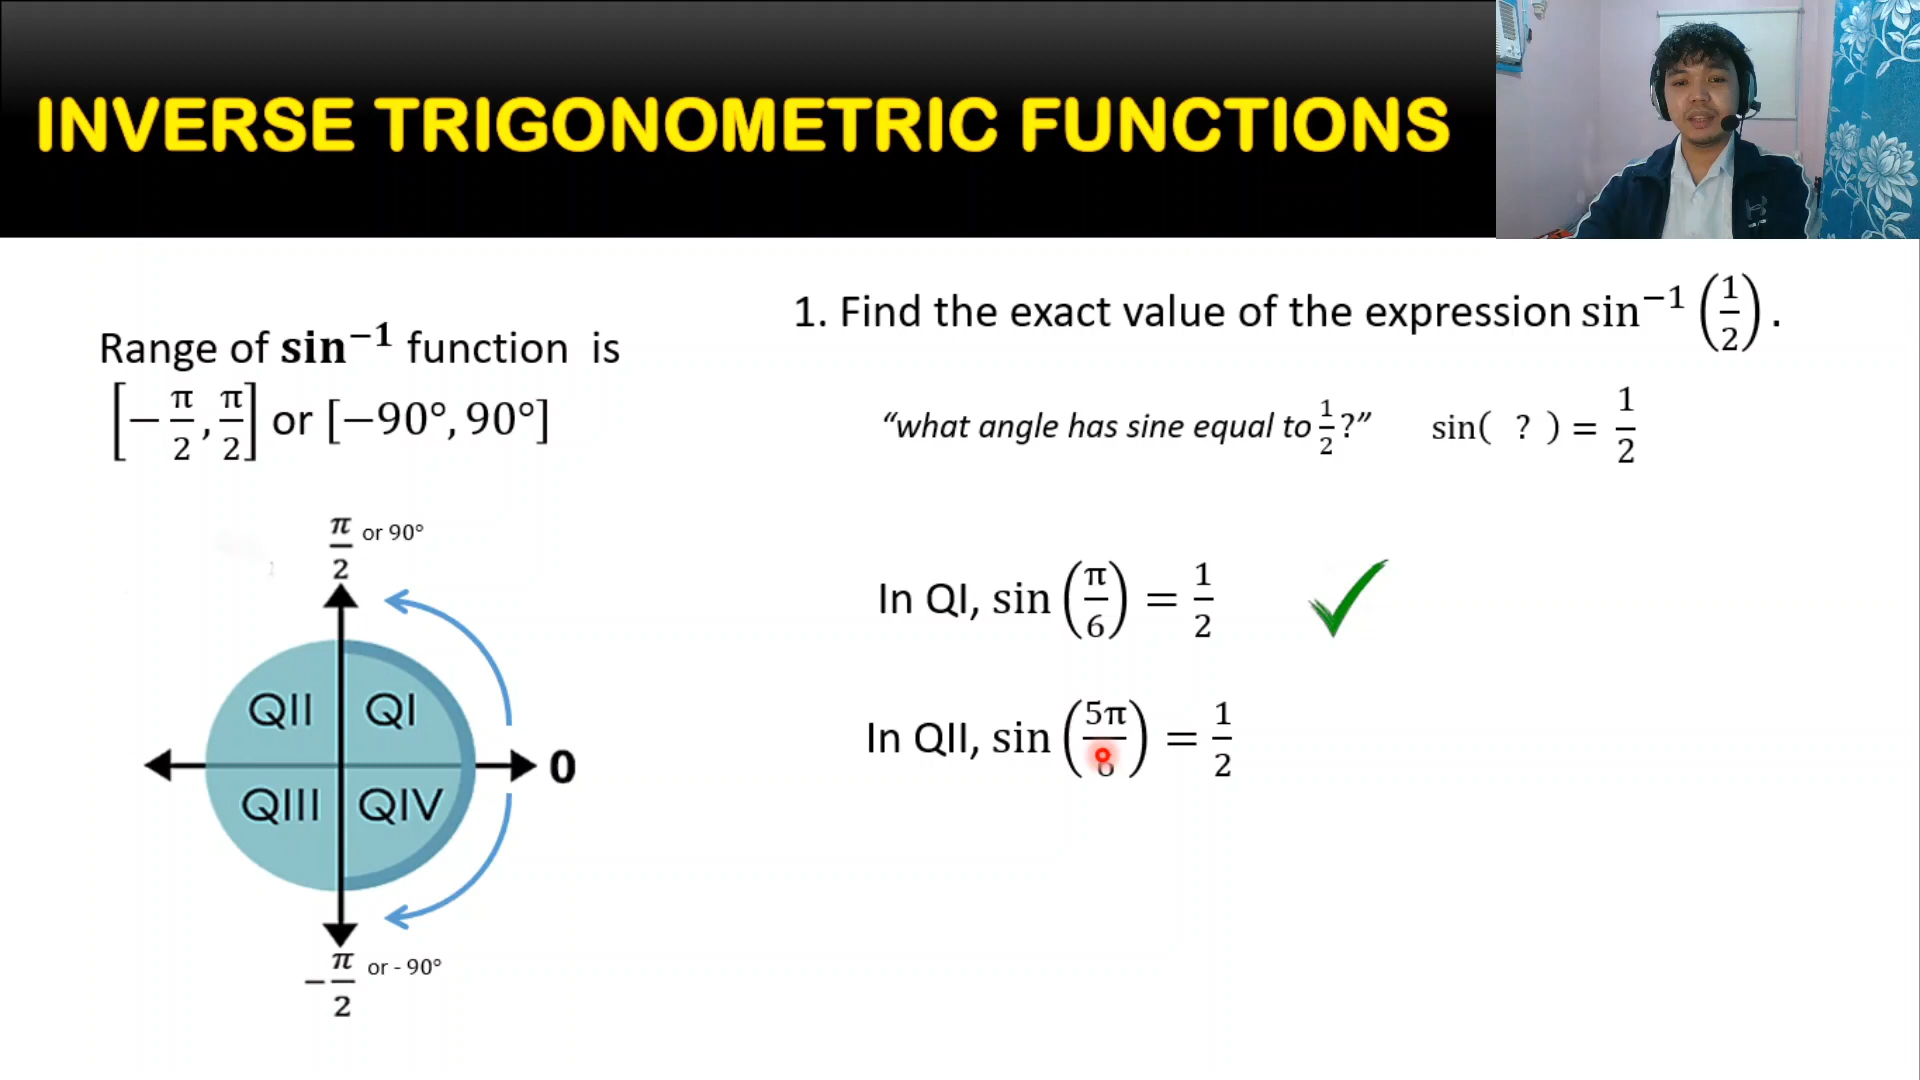 INVERSE TRIGONOMETRIC FUNCTIONS
Range of sin⁻¹ function is
[−π/2, π/2] or [−90°, 90°]
π/2 or 90°
QII QI
0
QIII QIV
−π/2 or - 90°
1. Find the exact value of the expression sin⁻¹ (1/2) .
“what angle has sine equal to 1/2?” sin( ? ) = 1/2
In QI, sin (π/6) = 1/2
In QII, sin (5π/6) = 1/2